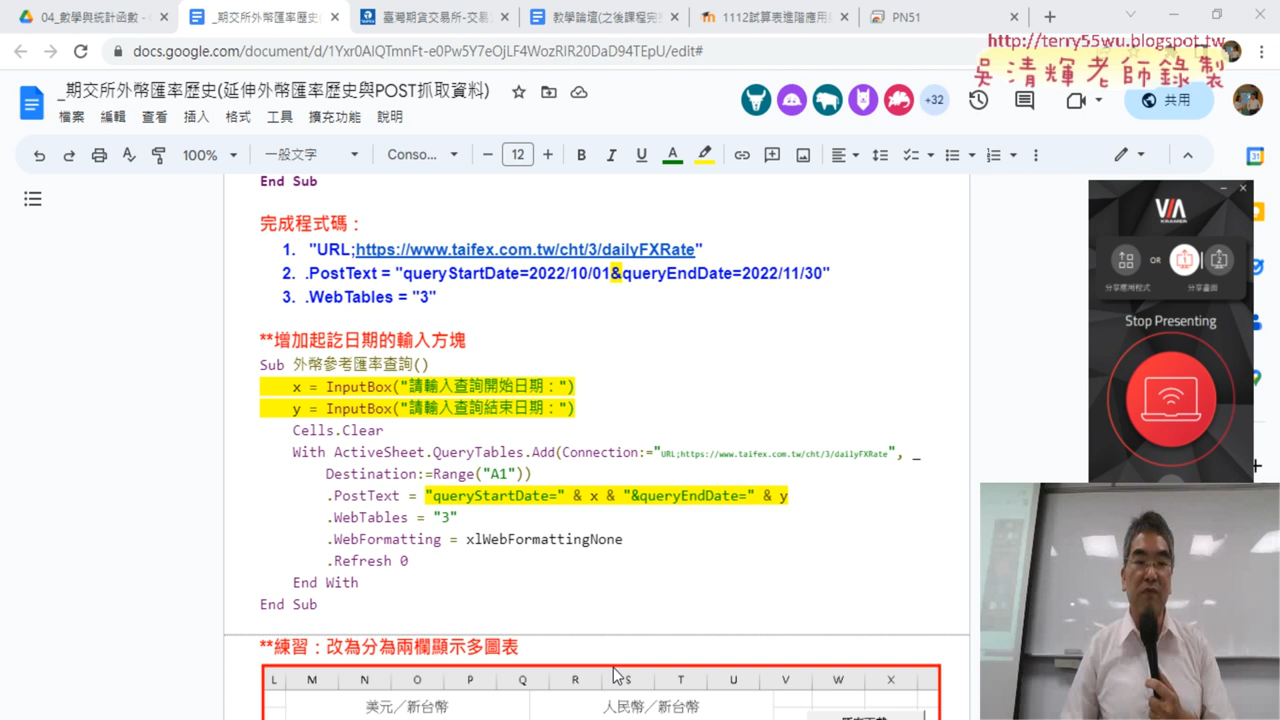 04_數學與統計函數 - G
_期交所外幣匯率歷史
臺灣期貨交易所-交易
教學論壇(之後課程完
1112試算表進階應用
PN51
docs.google.com/document/d/1Yxr0AlQTmnFt-e0Pw5Y7eOjLF4WozRIR20DaD94TEpU/edit#
http://terry55wu.blogspot.tw
吳清輝老師錄製
_期交所外幣匯率歷史(延伸外幣匯率歷史與POST抓取資料)
+32
共用
檔案 編輯 查看 插入 格式 工具 擴充功能 說明
100% 一般文字 Conso... 12 B I U A
End Sub
完成程式碼：
1. "URL;https://www.taifex.com.tw/cht/3/dailyFXRate"
2. .PostText = "queryStartDate=2022/10/01&queryEndDate=2022/11/30"
3. .WebTables = "3"
**增加起訖日期的輸入方塊
Sub 外幣參考匯率查詢()
x = InputBox("請輸入查詢開始日期：")
y = InputBox("請輸入查詢結束日期：")
Cells.Clear
With ActiveSheet.QueryTables.Add(Connection:="URL;https://www.taifex.com.tw/cht/3/dailyFXRate", _
Destination:=Range("A1"))
.PostText = "queryStartDate=" & x & "&queryEndDate=" & y
.WebTables = "3"
.WebFormatting = xlWebFormattingNone
.Refresh 0
End With
End Sub
**練習：改為分為兩欄顯示多圖表
L M N O P Q R S T U V W X
美元／新台幣 人民幣／新台幣
VIA
KRAMER
OR
分享應用程式 分享畫面
Stop Presenting
31